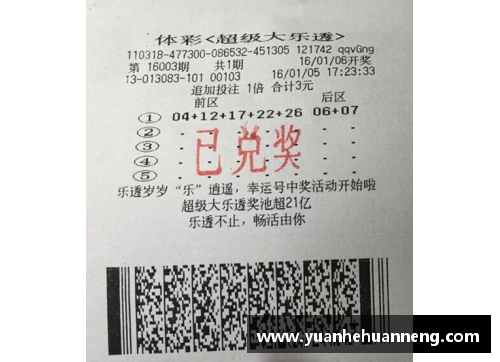 体彩<超级大乐透>
110318-477300-086532-451305 121742 qqvGng
第 16003期 共1期 16/01/06开奖
13-013083-101 00103 16/01/05 17:23:33
追加投注 1倍 合计3元
前区 后区
① 04+12+17+22+26 06+07
② - - - - - - -
③ - - - - - - -
④ - - - - - - -
⑤ - - - - - - -
已兑奖
乐透岁岁“乐”逍遥，幸运号中奖活动开始啦
超级大乐透奖池超21亿
乐透不止，畅活由你
www.yuanhehuanneng.com